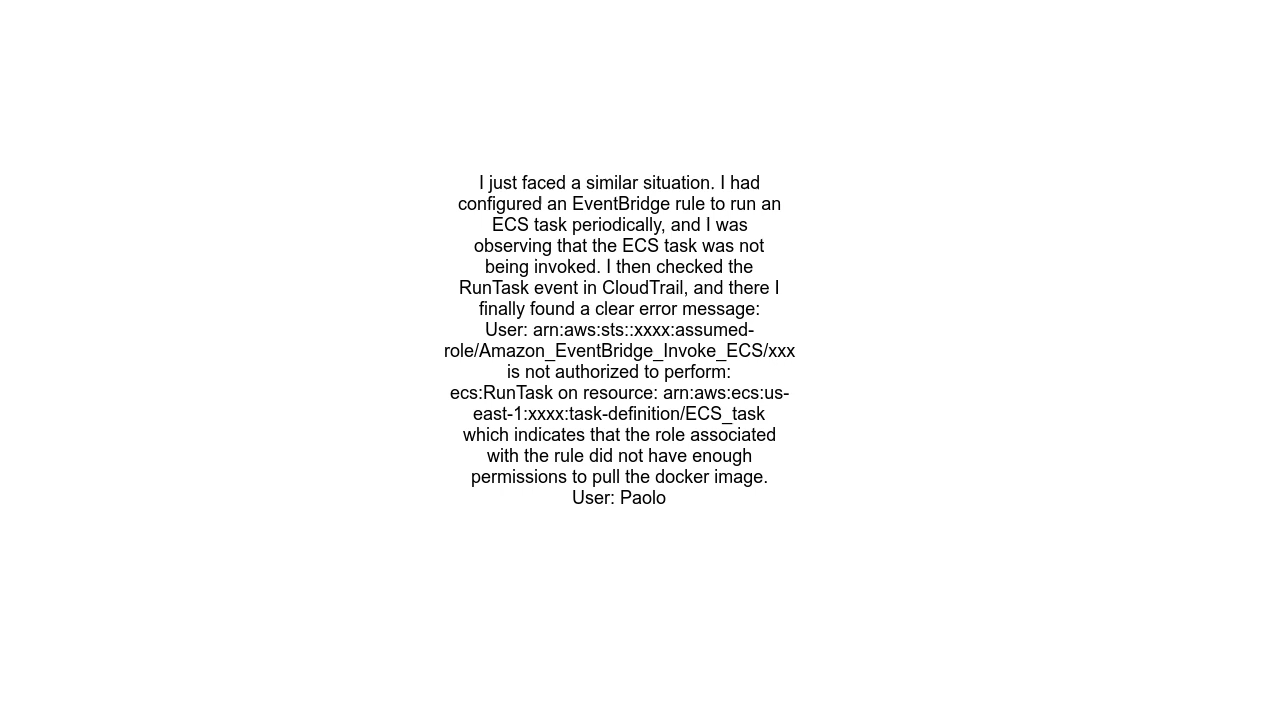 I just faced a similar situation. I had
configured an EventBridge rule to run an
ECS task periodically, and I was
observing that the ECS task was not
being invoked. I then checked the
RunTask event in CloudTrail, and there I
finally found a clear error message:
User: arn:aws:sts::xxxx:assumed-
role/Amazon_EventBridge_Invoke_ECS/xxx
is not authorized to perform:
ecs:RunTask on resource: arn:aws:ecs:us-
east-1:xxxx:task-definition/ECS_task
which indicates that the role associated
with the rule did not have enough
permissions to pull the docker image.
User: Paolo